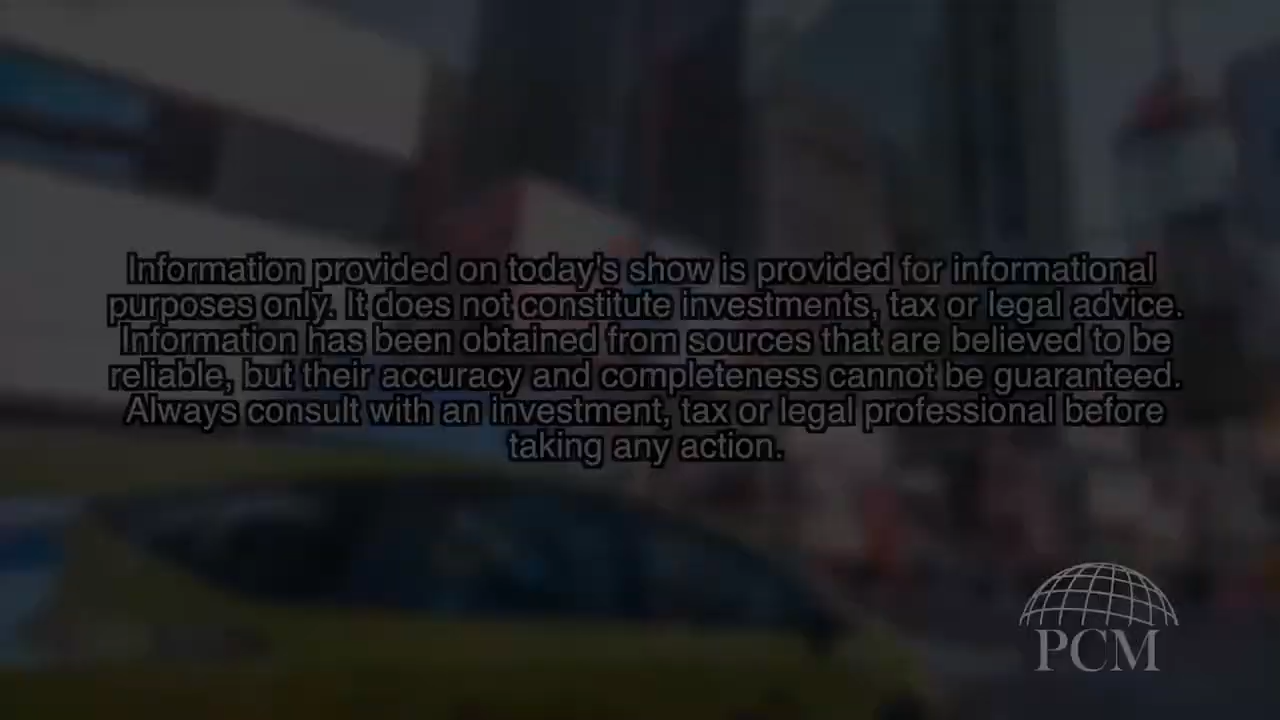 Information provided on today's show is provided for informational
purposes only. It does not constitute investments, tax or legal advice.
Information has been obtained from sources that are believed to be
reliable, but their accuracy and completeness cannot be guaranteed.
Always consult with an investment, tax or legal professional before
taking any action.
PCM